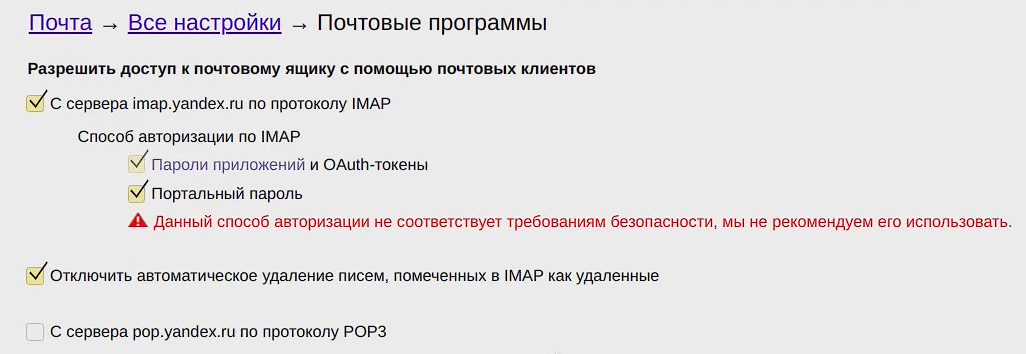 Почта → Все настройки → Почтовые программы
Разрешить доступ к почтовому ящику с помощью почтовых клиентов
С сервера imap.yandex.ru по протоколу IMAP
Способ авторизации по IMAP
Пароли приложений и OAuth-токены
Портальный пароль
Данный способ авторизации не соответствует требованиям безопасности, мы не рекомендуем его использовать.
Отключить автоматическое удаление писем, помеченных в IMAP как удаленные
С сервера pop.yandex.ru по протоколу POP3